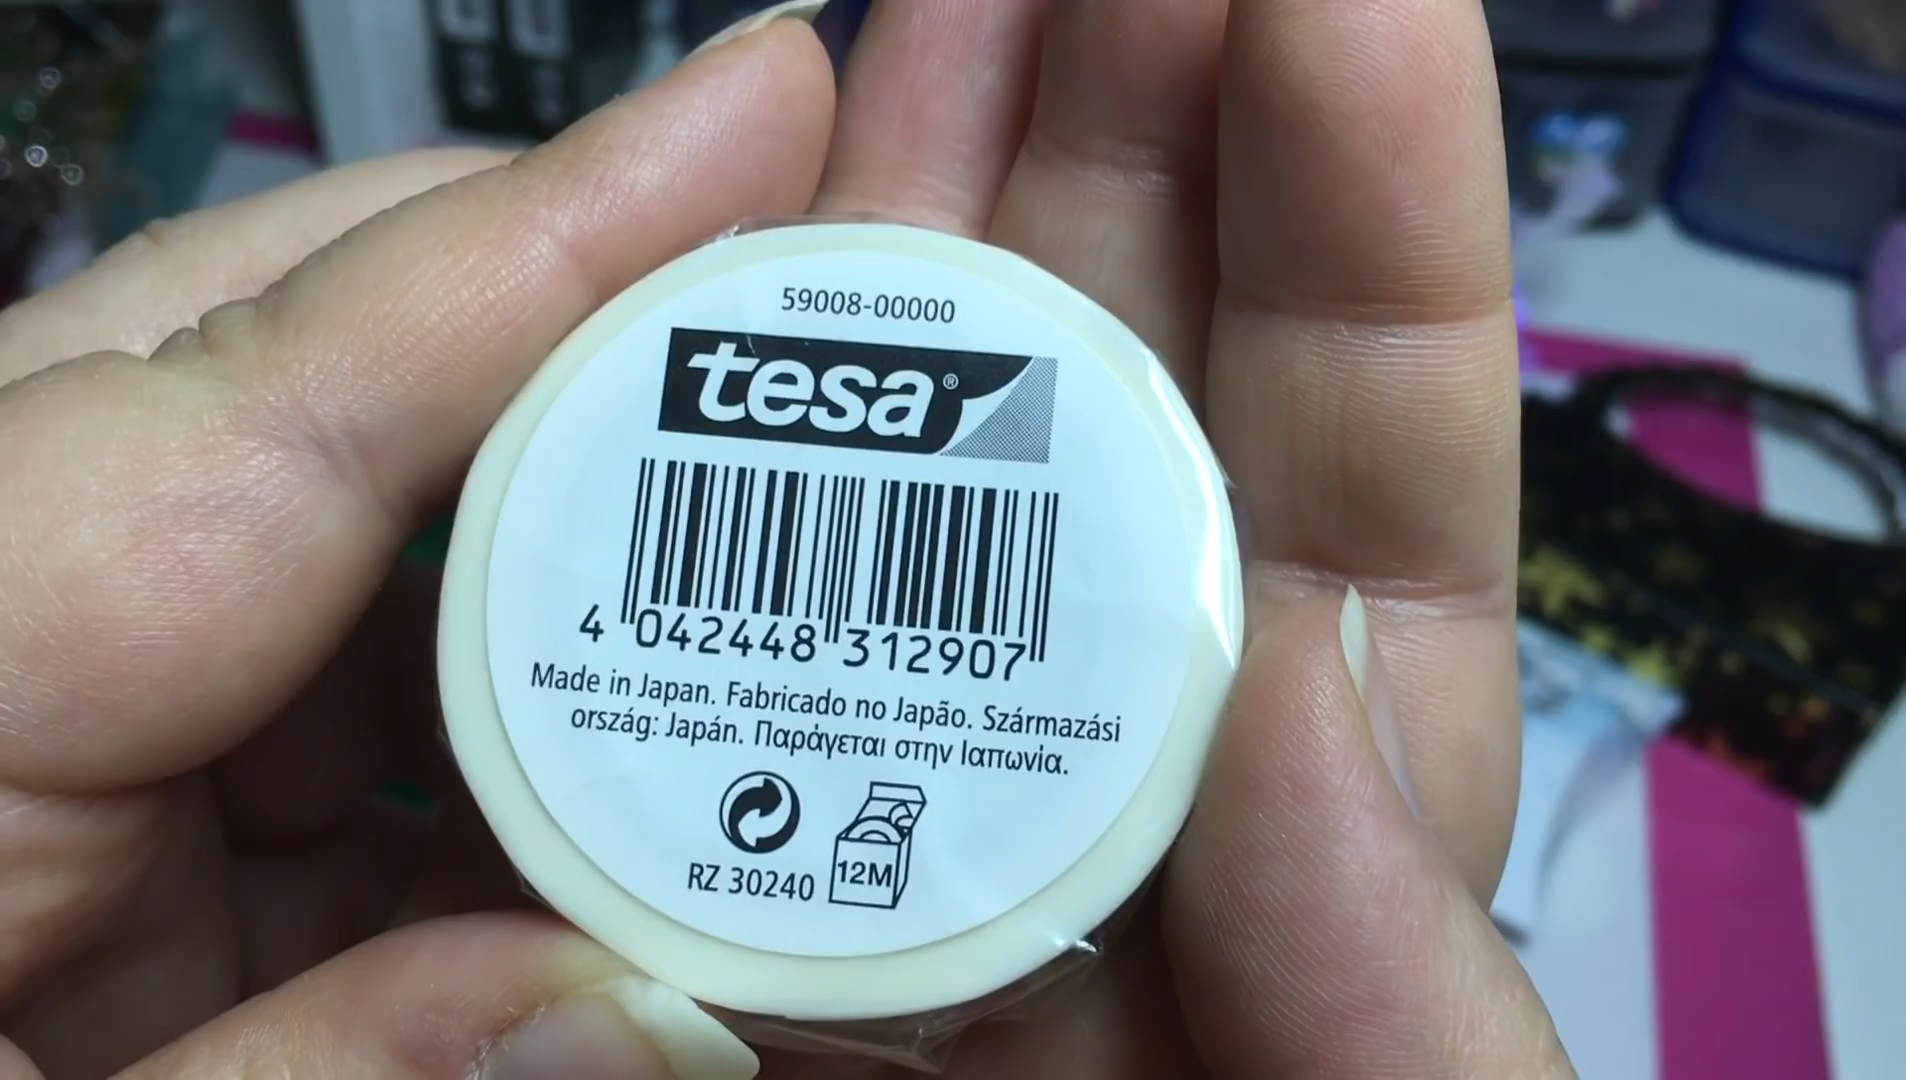 59008-00000
tesa®
4 042448 312907
Made in Japan. Fabricado no Japão. Származási
ország: Japán. Παράγεται στην Ιαπωνία.
RZ 30240
12M